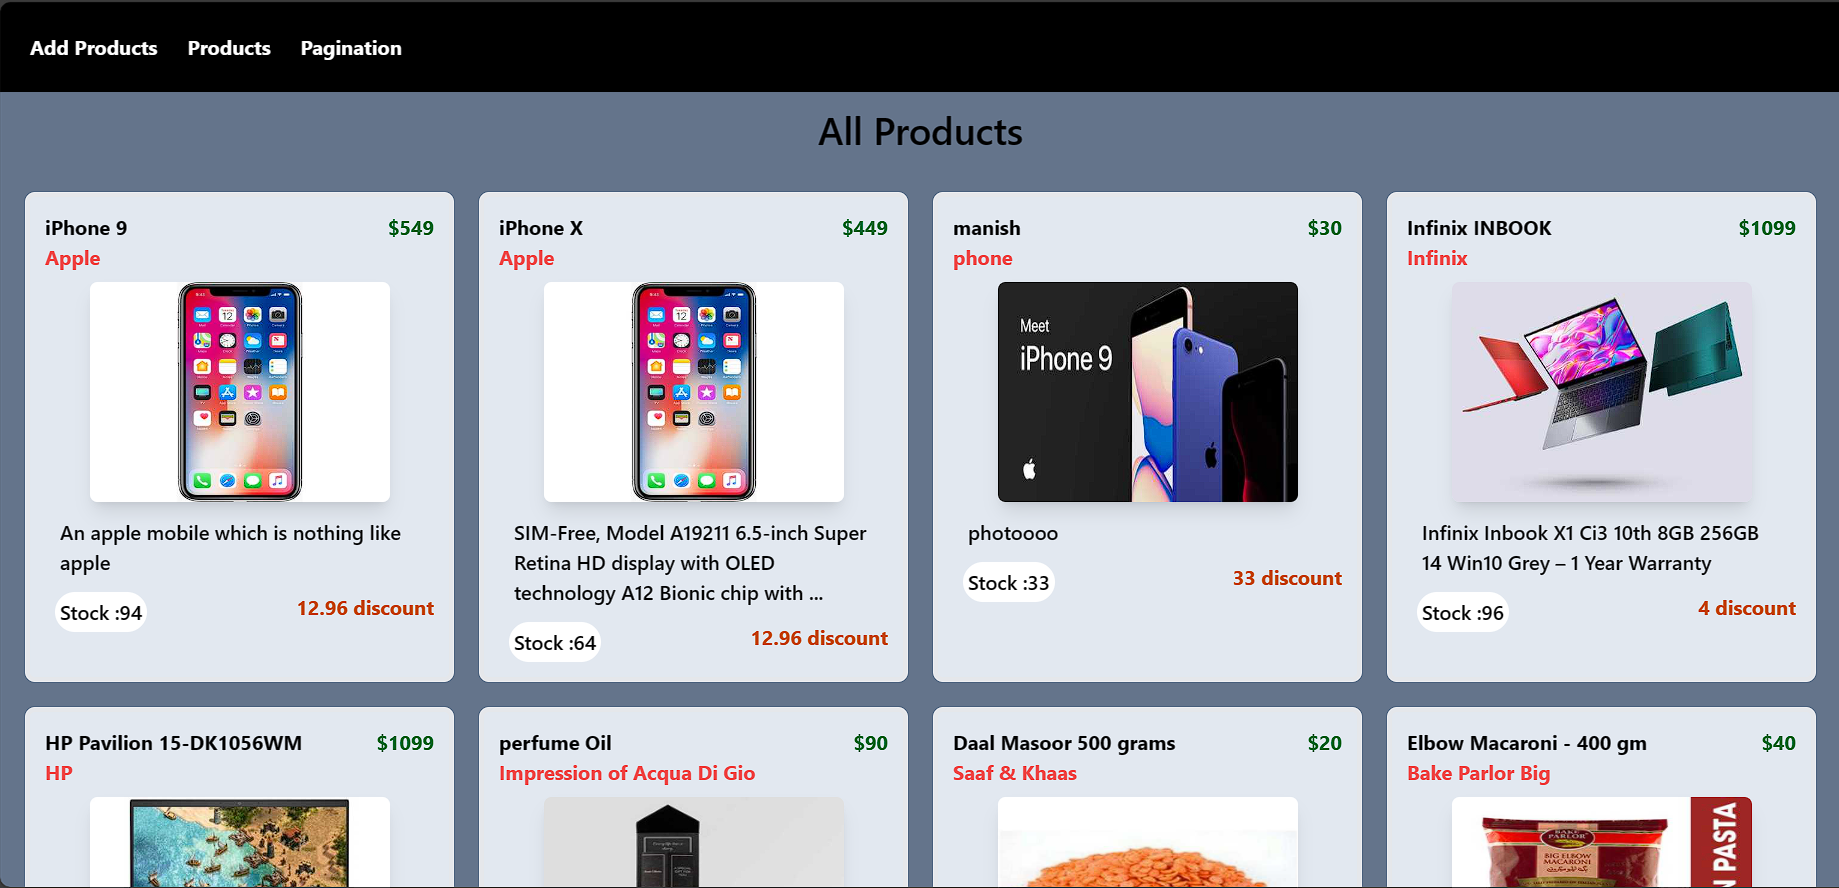 Add Products Products Pagination
All Products
iPhone 9 $549
Apple
An apple mobile which is nothing like
apple
Stock :94 12.96 discount
iPhone X $449
Apple
SIM-Free, Model A19211 6.5-inch Super
Retina HD display with OLED
technology A12 Bionic chip with ...
Stock :64 12.96 discount
manish $30
phone
Meet
iPhone 9
photoooo
Stock :33 33 discount
Infinix INBOOK $1099
Infinix
Infinix Inbook X1 Ci3 10th 8GB 256GB
14 Win10 Grey – 1 Year Warranty
Stock :96 4 discount
HP Pavilion 15-DK1056WM $1099
HP
perfume Oil $90
Impression of Acqua Di Gio
Daal Masoor 500 grams $20
Saaf & Khaas
Elbow Macaroni - 400 gm $40
Bake Parlor Big
BAKE
PARLOR
BIG ELBOW
MACARONI
N PASTA